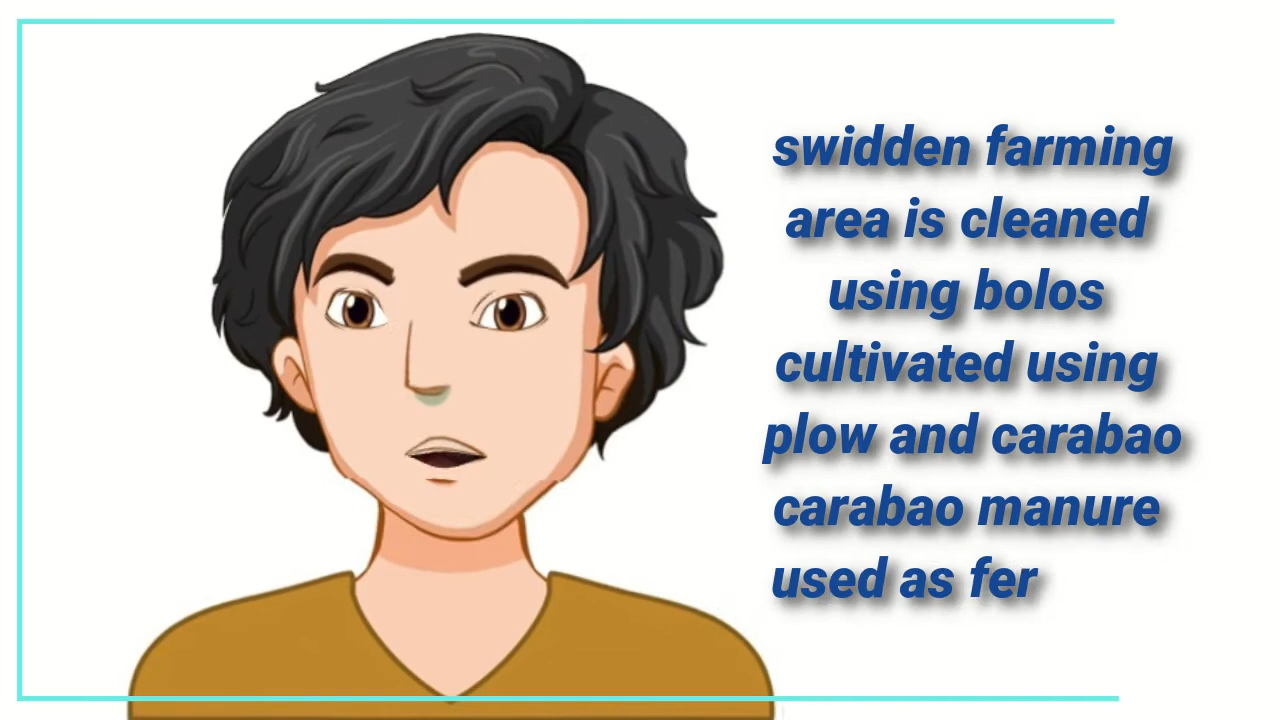 swidden farming
area is cleaned
using bolos
cultivated using
plow and carabao
carabao manure
used as fer